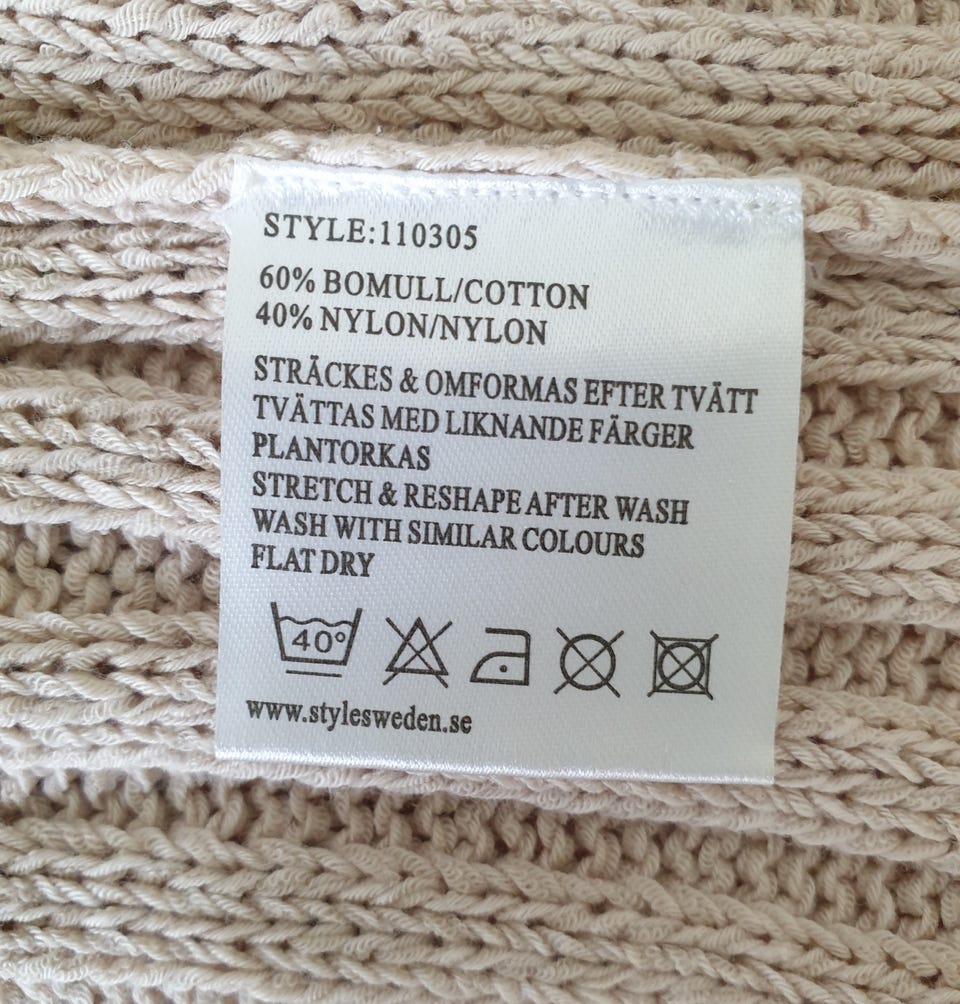 STYLE:110305
60% BOMULL/COTTON
40% NYLON/NYLON
STRÄCKES & OMFORMAS EFTER TVÄTT
TVÄTTAS MED LIKNANDE FÄRGER
PLANTORKAS
STRETCH & RESHAPE AFTER WASH
WASH WITH SIMILAR COLOURS
FLAT DRY
40°
www.stylesweden.se